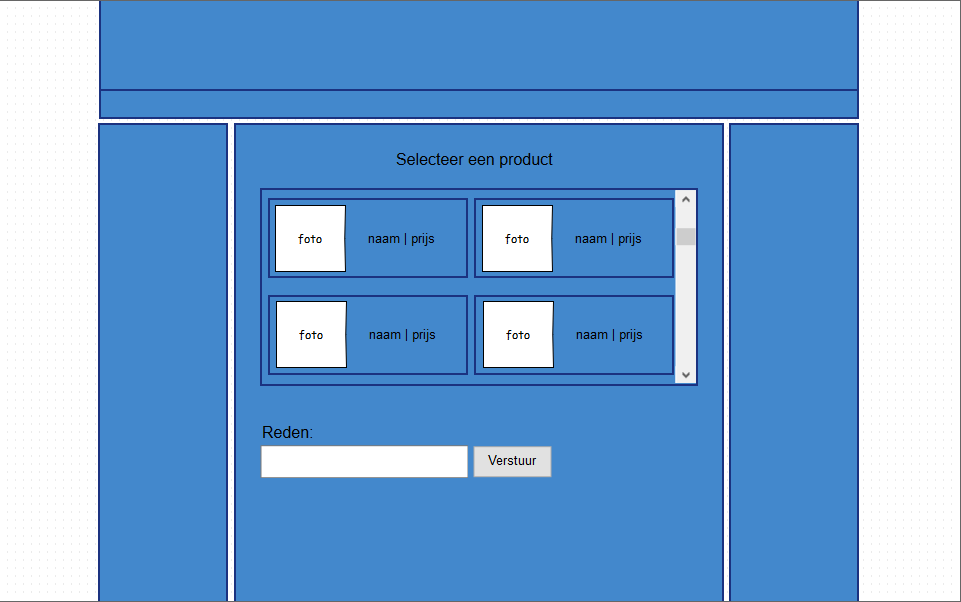 Selecteer een product
foto naam | prijs foto naam | prijs
foto naam | prijs foto naam | prijs
Reden:
Verstuur